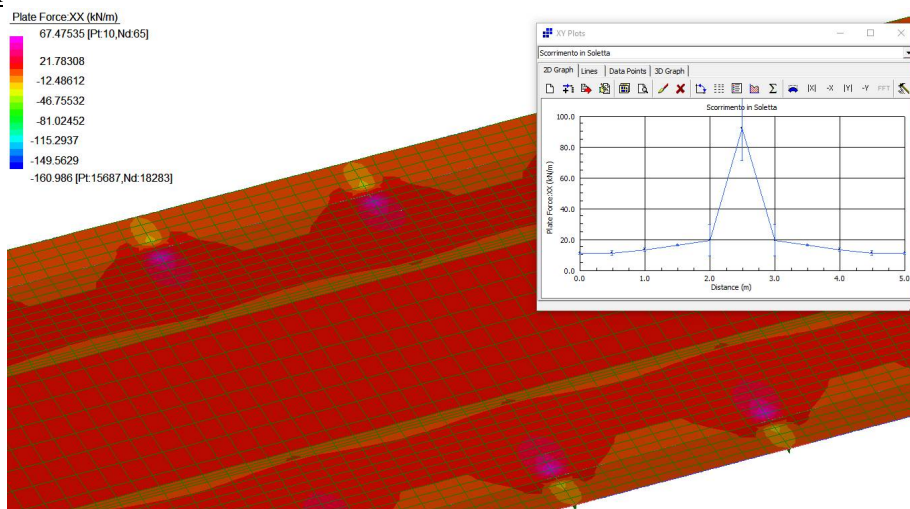 Plate Force:XX (kN/m)
67.47535 [Pt:10,Nd:65]
21.78308
-12.48612
-46.75532
-81.02452
-115.2937
-149.5629
-160.986 [Pt:15687,Nd:18283]
XY Plots
Scorrimento in Soletta
2D Graph Lines Data Points 3D Graph
|X| -X |Y| -Y FFT
Scorrimento in Soletta
100.0
80.0
60.0
40.0
20.0
0.0
Plate Force:XX (kN/m)
0.0 1.0 2.0 3.0 4.0 5.0
Distance (m)